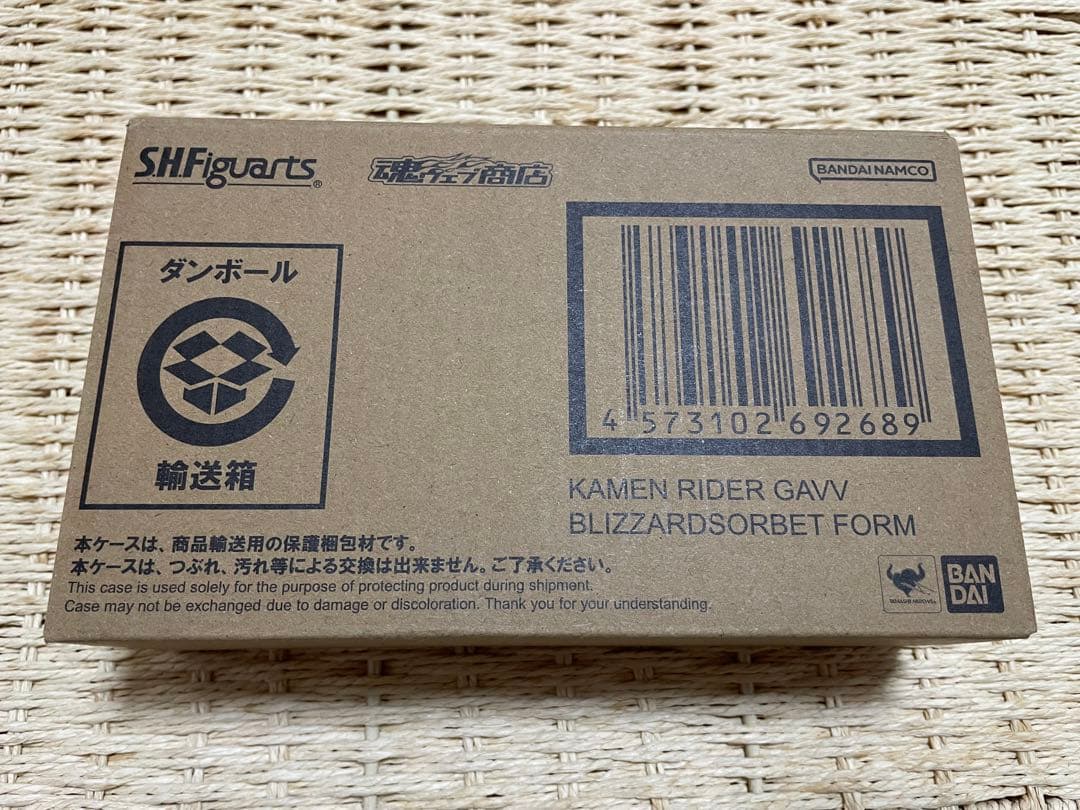 S.H.Figuarts®
魂ウェブ商店
BANDAI NAMCO
ダンボール
輸送箱
4 573102 692689
KAMEN RIDER GAVV
BLIZZARDSORBET FORM
本ケースは、商品輸送用の保護梱包材です。
本ケースは、つぶれ、汚れ等による交換は出来ません。ご了承ください。
This case is used solely for the purpose of protecting product during shipment.
Case may not be exchanged due to damage or discoloration. Thank you for your understanding.
BAN
DAI